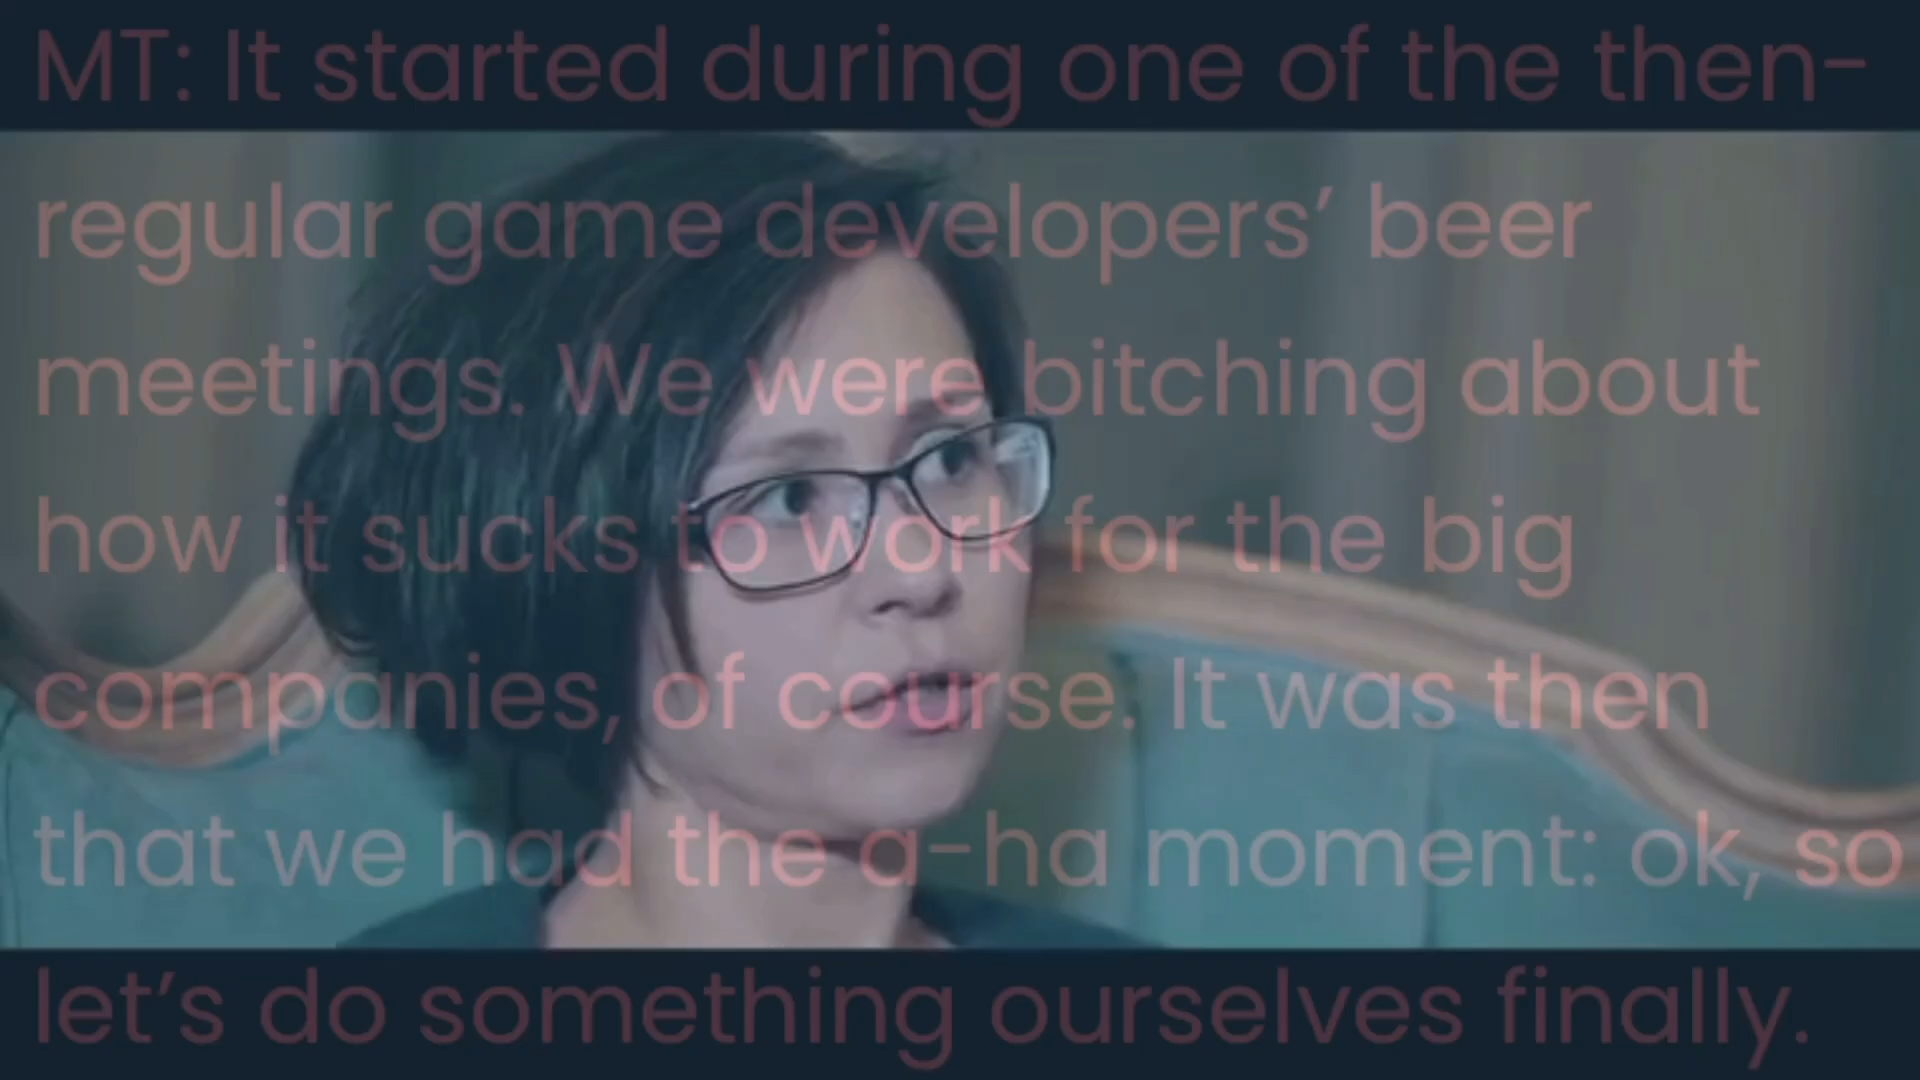 MT: It started during one of the then-
regular game developers’ beer
meetings. We were bitching about
how it sucks to work for the big
companies, of course. It was then
that we had the a-ha moment: ok, so
let’s do something ourselves finally.